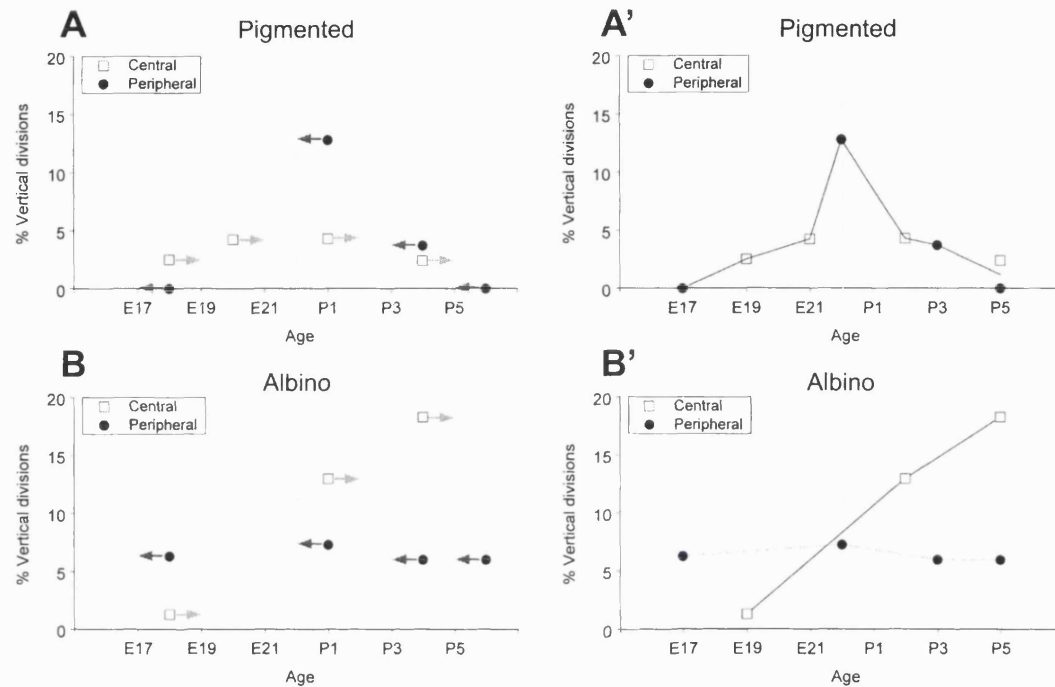 A
Pigmented
20
15
10
5
0
% Vertical divisions
Central
Peripheral
E17 E19 E21 P1 P3 P5
Age
A'
Pigmented
20
15
10
5
0
% Vertical divisions
Central
Peripheral
E17 E19 E21 P1 P3 P5
Age
B
Albino
20
15
10
5
0
% Vertical divisions
Central
Peripheral
E17 E19 E21 P1 P3 P5
Age
B'
Albino
20
15
10
5
0
% Vertical divisions
Central
Peripheral
E17 E19 E21 P1 P3 P5
Age